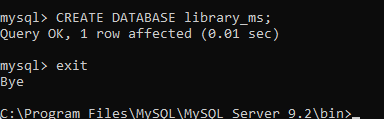 mysql> CREATE DATABASE library_ms;
Query OK, 1 row affected (0.01 sec)
mysql> exit
Bye
C:\Program Files\MySQL\MySQL Server 9.2\bin>_